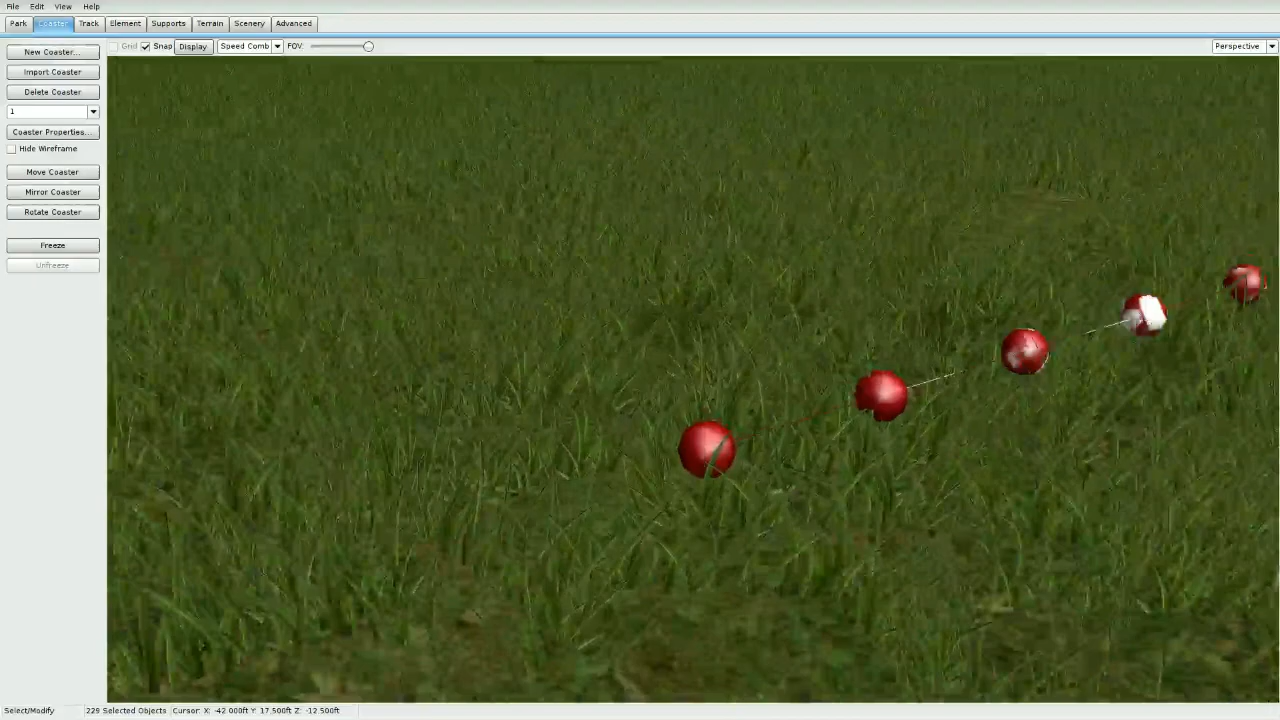 File Edit View Help
Park Coaster Track Element Supports Terrain Scenery Advanced
Grid Snap Display Speed Comb FOV: Perspective
New Coaster...
Import Coaster
Delete Coaster
1
Coaster Properties...
Hide Wireframe
Move Coaster
Mirror Coaster
Rotate Coaster
Freeze
Unfreeze
Select/Modify 229 Selected Objects Cursor: X: -42.000ft Y: 17.500ft Z: -12.500ft